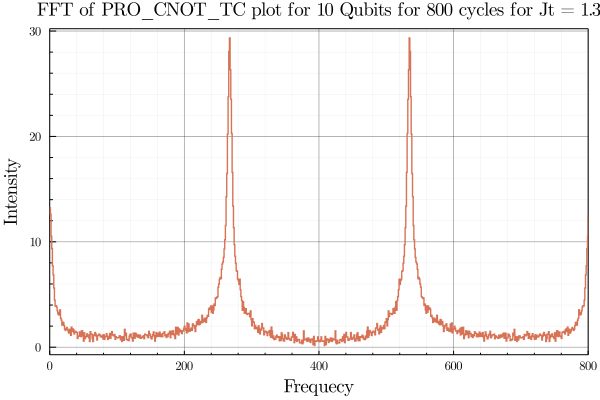 FFT of PRO_CNOT_TC plot for 10 Qubits for 800 cycles for Jt = 1.3
Intensity
30
20
10
0
0 200 400 600 800
Frequecy